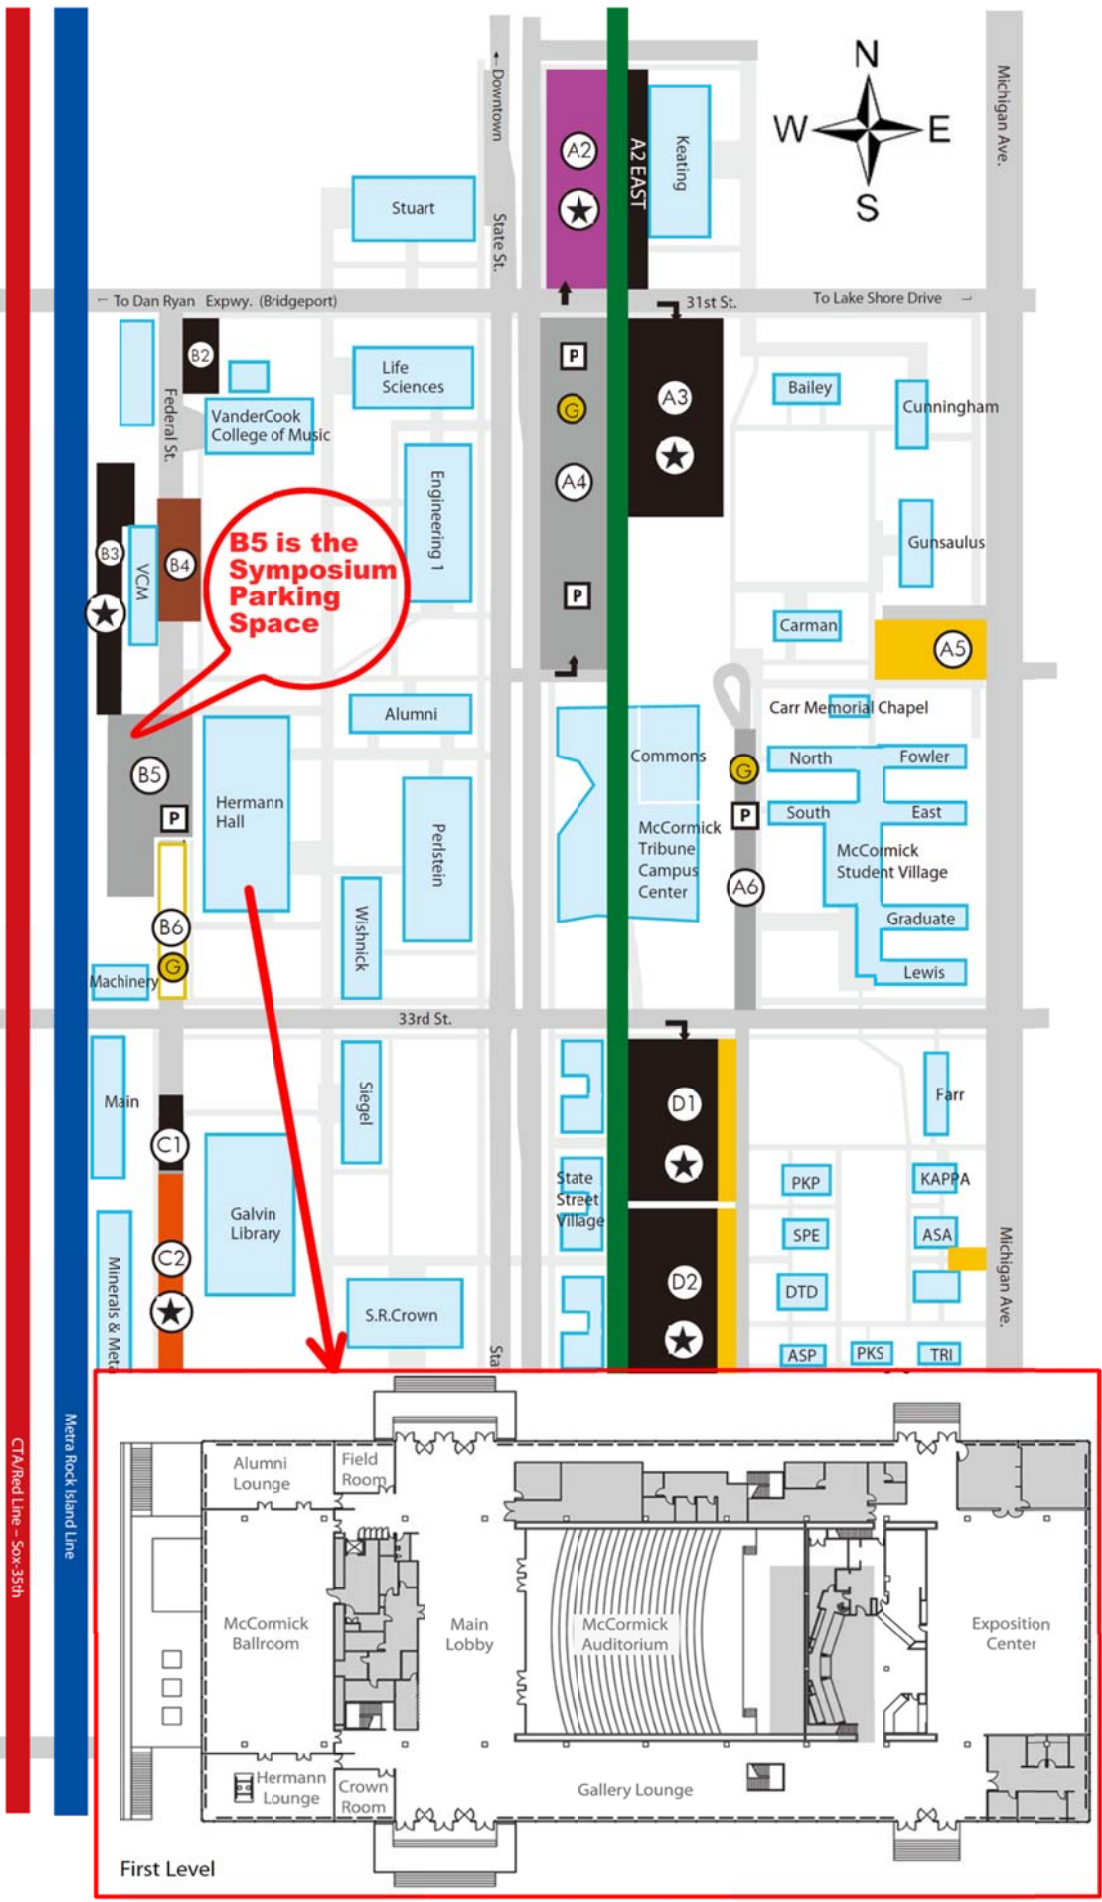 N
W
E
S
← Downtown
Michigan Ave.
A2
A2 EAST
Keating
Stuart
State St.
← To Dan Ryan Expwy. (Bridgeport)
31st St.
To Lake Shore Drive
B2
P
Life
Sciences
A3
Bailey
Cunningham
G
Federal St.
VanderCook
College of Music
A4
Engineering 1
B3
VCM
B4
B5 is the
Symposium
Parking
Space
Gunsaulus
P
Carman
A5
Alumni
Carr Memorial Chapel
B5
P
Hermann
Hall
Perlstein
Commons
McCormick
Tribune
Campus
Center
G
P
A6
North
Fowler
South
East
McCormick
Student Village
Graduate
Lewis
Wishnick
B6
G
Machinery
33rd St.
Main
C1
Siegel
D1
Farr
State
Street
Village
PKP
KAPPA
Galvin
Library
SPE
ASA
C2
Minerals & Meta
D2
DTD
Michigan Ave.
S.R.Crown
Sta
ASP
PKS
TRI
CTA/Red Line – Sox-35th
Metra Rock Island Line
Alumni
Lounge
Field
Room
McCormick
Ballroom
Main
Lobby
McCormick
Auditorium
Exposition
Center
Hermann
Lounge
Crown
Room
Gallery Lounge
First Level